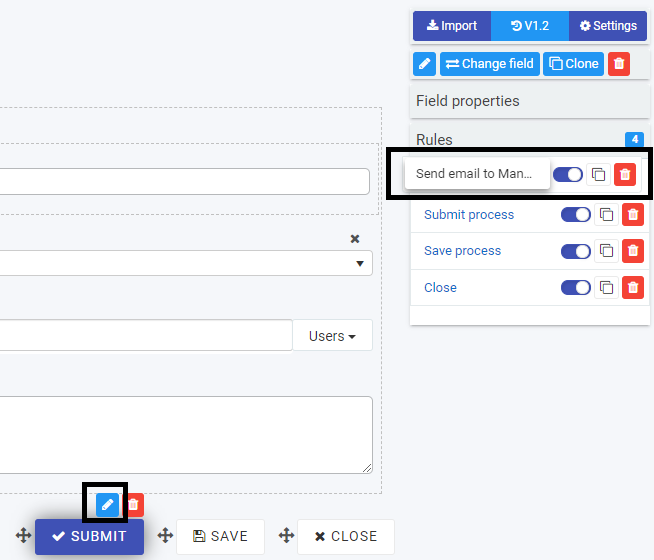 Import V1.2 Settings
Change field Clone
Field properties
Rules 4
Send email to Man...
Submit process
Save process
Close
Users
SUBMIT SAVE CLOSE